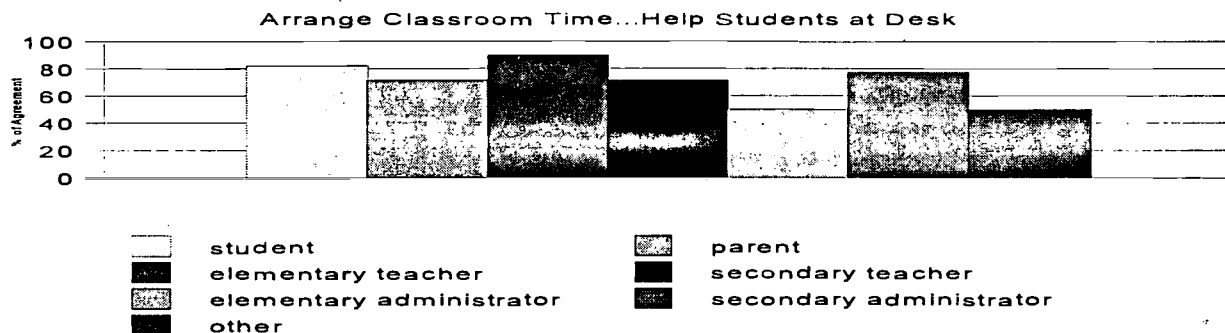 Arrange Classroom Time...Help Students at Desk
% of Agreement
100
80
60
40
20
0
student
parent
elementary teacher
secondary teacher
elementary administrator
secondary administrator
other